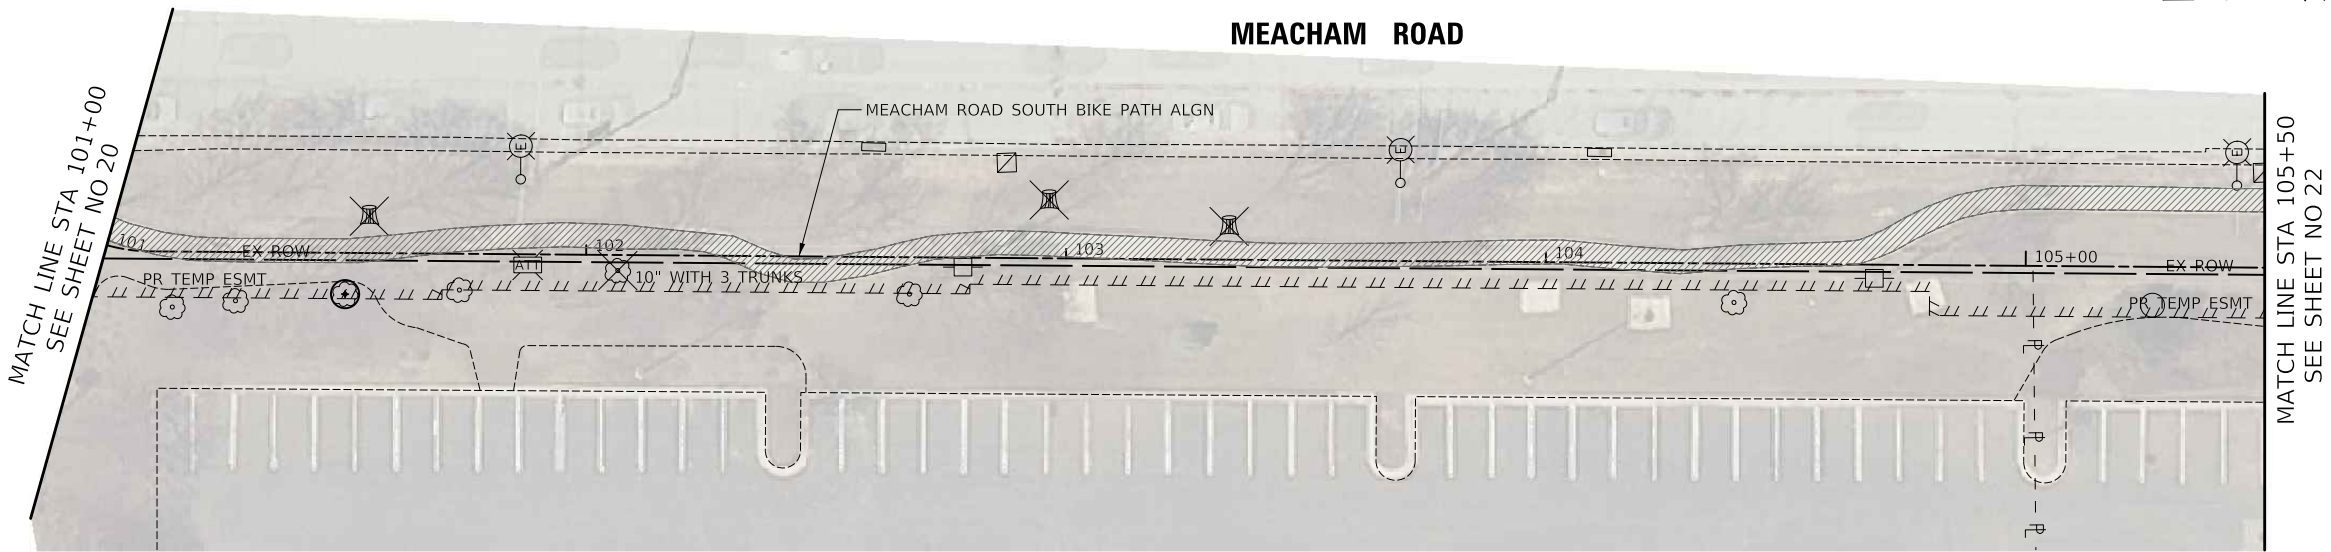 MEACHAM ROAD
MATCH LINE STA 101+00
SEE SHEET NO 20
MEACHAM ROAD SOUTH BIKE PATH ALGN
E
E
E
101
EX ROW
102
103
104
105+00
EX ROW
ATT
10" WITH 3 TRUNKS
PR TEMP ESMT
PR TEMP ESMT
P
P
P
MATCH LINE STA 105+50
SEE SHEET NO 22